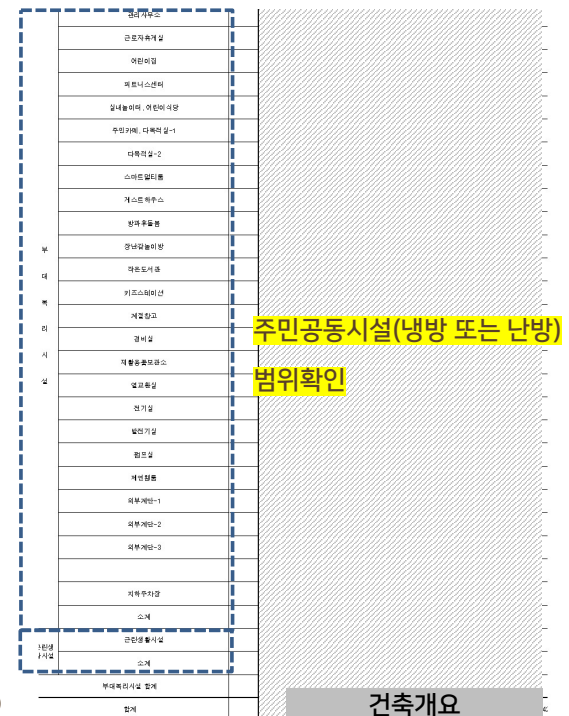 관리사무소
근로자휴게실
어린이집
피트니스센터
실내놀이터, 어린이식당
주민카페, 다목적실-1
다목적실-2
스마트멀티룸
게스트하우스
방과후돌봄
장난감놀이방
작은도서관
키즈스테이션
계절창고
경비실
재활용품보관소
열교환실
전기실
발전기실
펌프실
제연휀룸
외부계단-1
외부계단-2
외부계단-3
지하주차장
소계
부대복리시설
근린생활시설
소계
부대복리시설 합계
합계
주민공동시설(냉방 또는 난방)
범위확인
건축개요